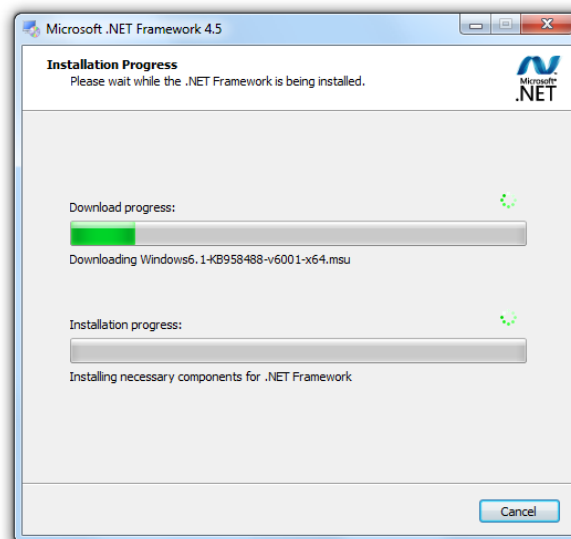 Microsoft .NET Framework 4.5
Installation Progress
Please wait while the .NET Framework is being installed.
Microsoft
.NET
Download progress:
Downloading Windows6.1-KB958488-v6001-x64.msu
Installation progress:
Installing necessary components for .NET Framework
Cancel